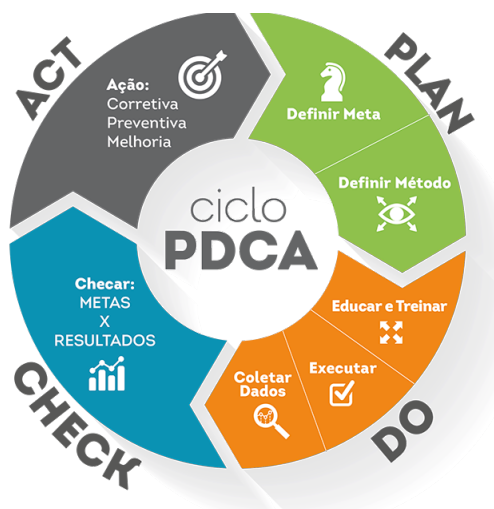 ciclo
PDCA
PLAN
Definir Meta
Definir Método
DO
Educar e Treinar
Executar
Coletar
Dados
CHECK
Checar:
METAS
X
RESULTADOS
ACT
Ação:
Corretiva
Preventiva
Melhoria